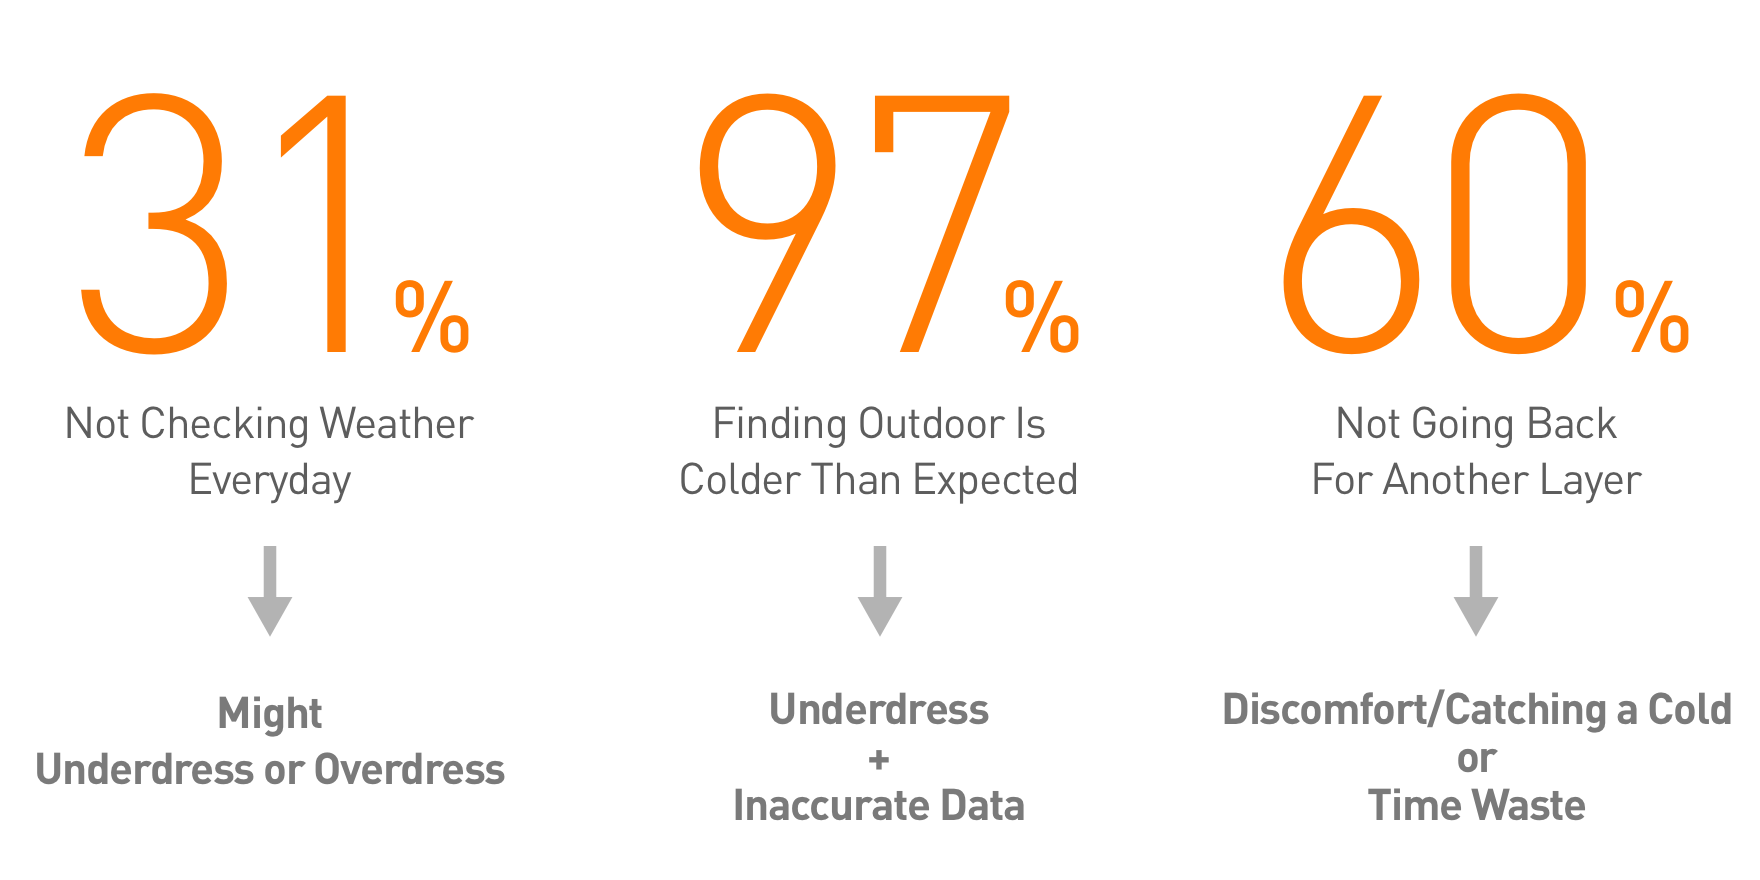 31%
Not Checking Weather
Everyday
Might
Underdress or Overdress
97%
Finding Outdoor Is
Colder Than Expected
Underdress
+
Inaccurate Data
60%
Not Going Back
For Another Layer
Discomfort/Catching a Cold
or
Time Waste